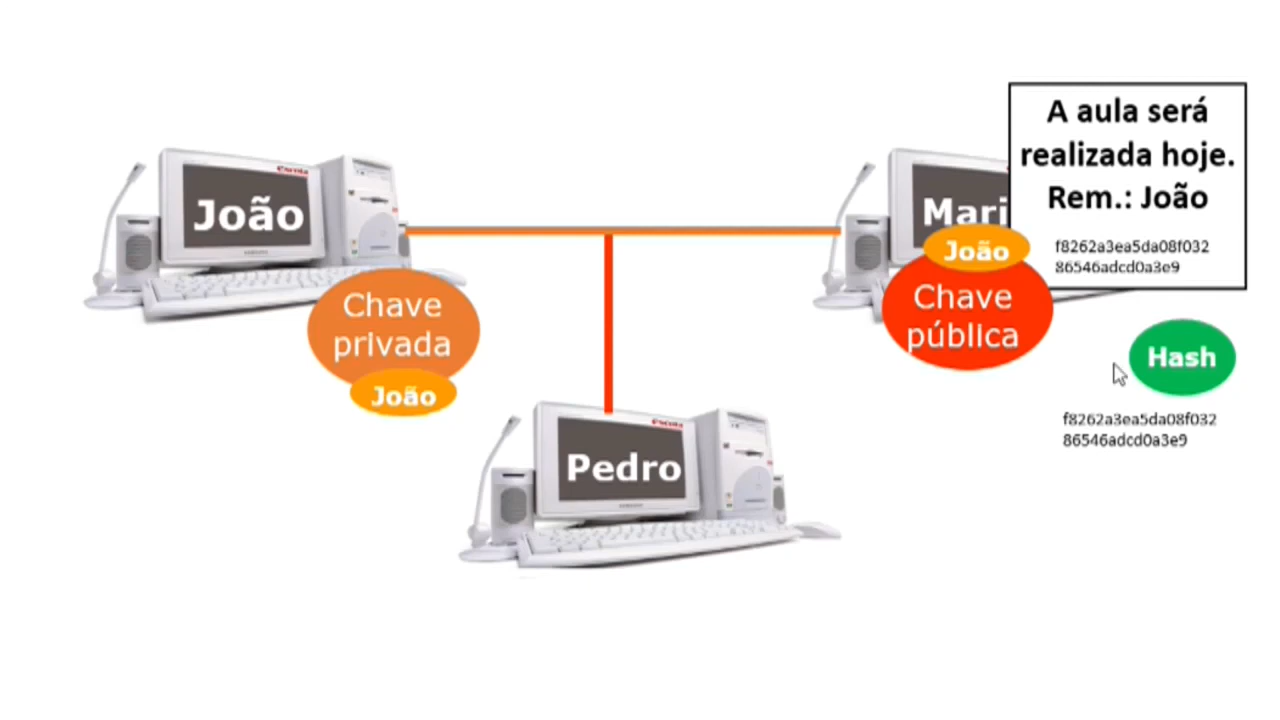 A aula será
realizada hoje.
Rem.: João
f8262a3ea5da08f032
86546adcd0a3e9
João
Mari
João
Chave
pública
Chave
privada
João
Hash
f8262a3ea5da08f032
86546adcd0a3e9
Pedro